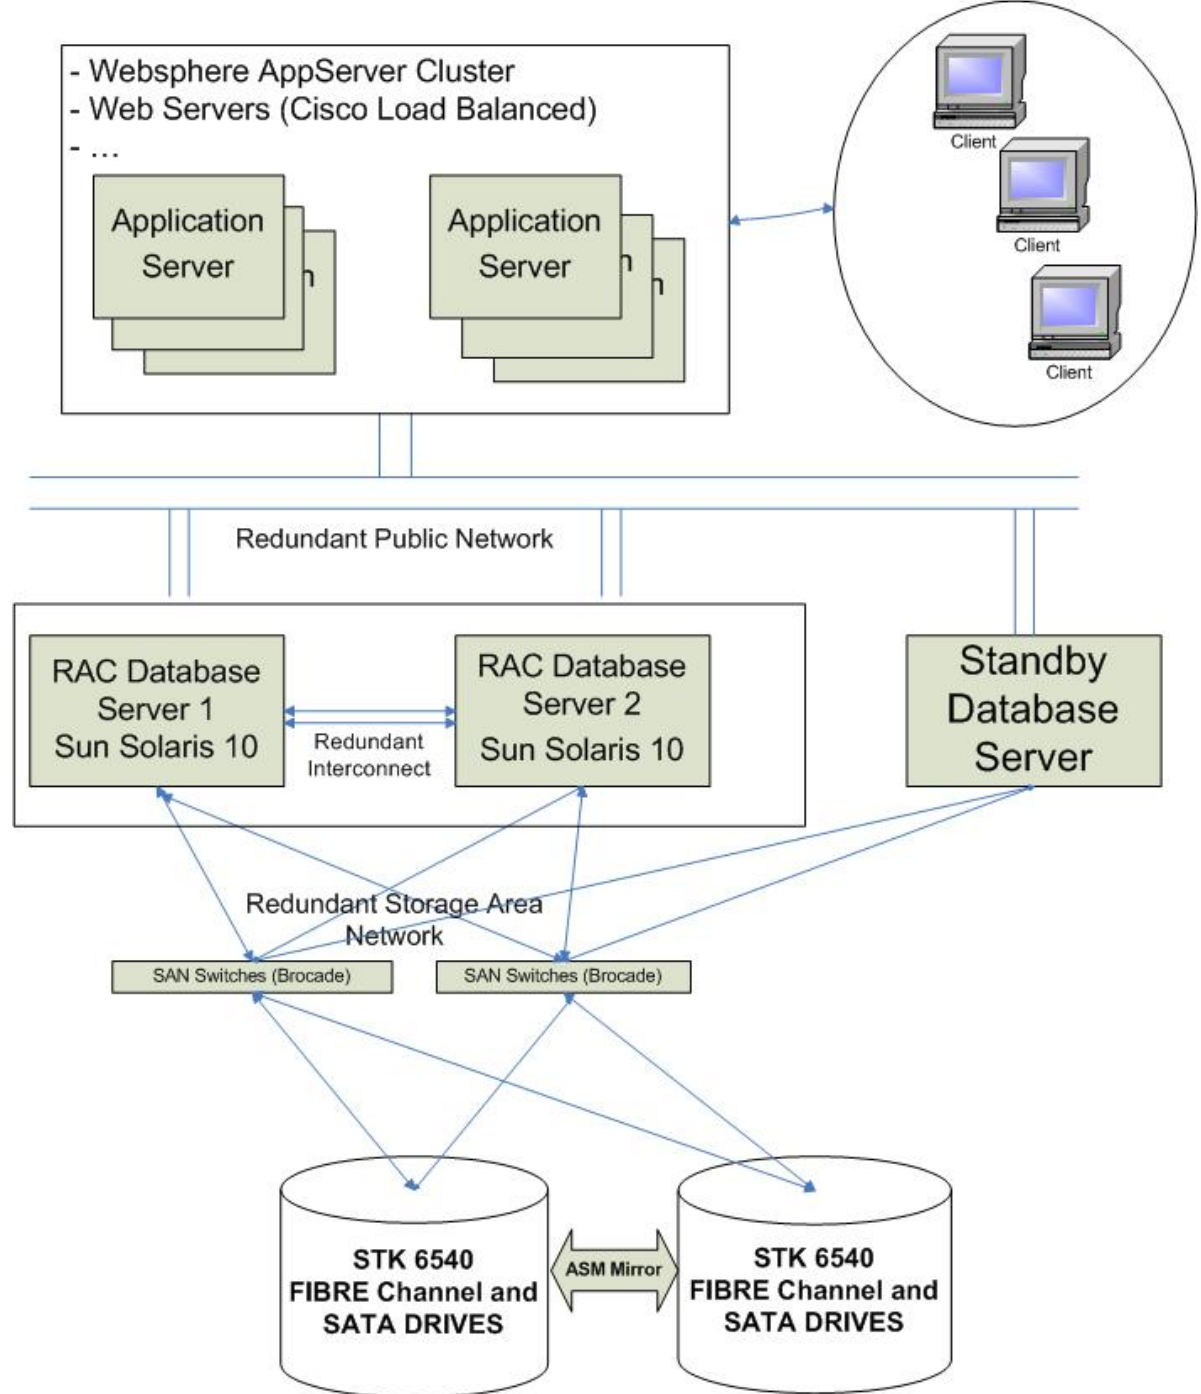 - Websphere AppServer Cluster
- Web Servers (Cisco Load Balanced)
- ...
Application
Server
n
n
Application
Server
n
n
Client
Client
Client
Redundant Public Network
RAC Database
Server 1
Sun Solaris 10
Redundant
Interconnect
RAC Database
Server 2
Sun Solaris 10
Standby
Database
Server
Redundant Storage Area
Network
SAN Switches (Brocade)
SAN Switches (Brocade)
STK 6540
FIBRE Channel and
SATA DRIVES
ASM Mirror
STK 6540
FIBRE Channel and
SATA DRIVES